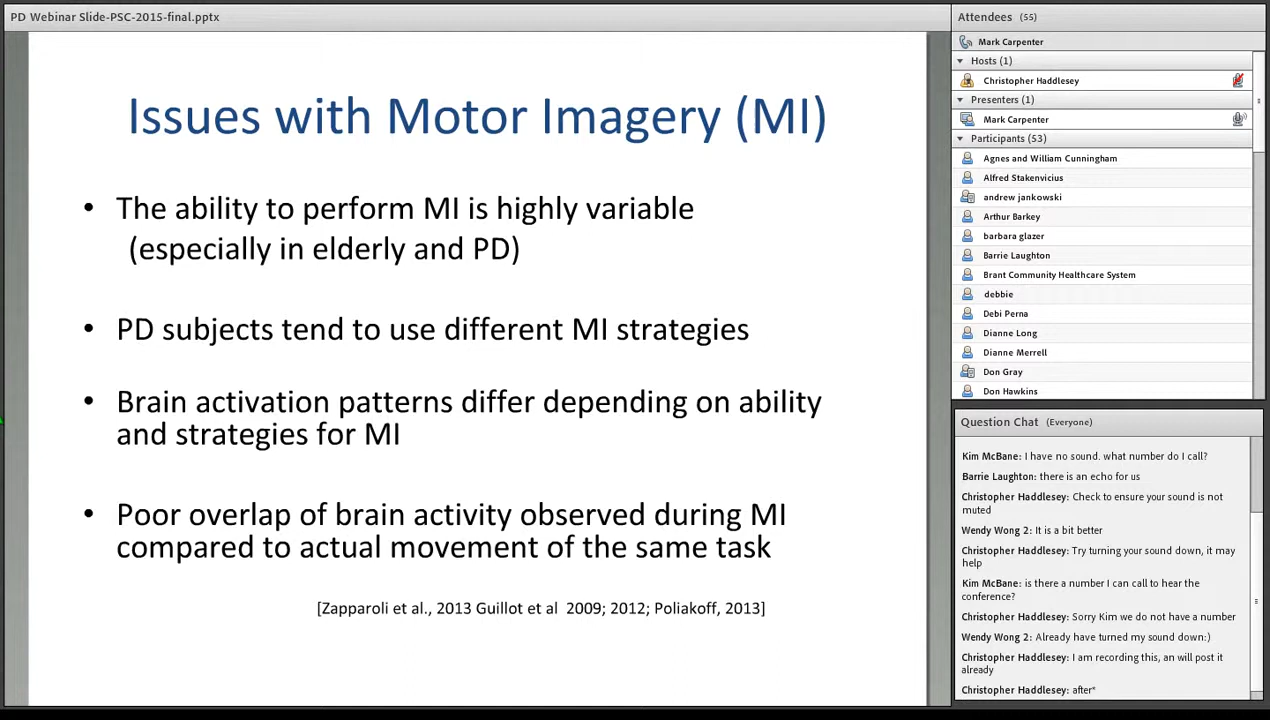 PD Webinar Slide-PSC-2015-final.pptx
Issues with Motor Imagery (MI)
• The ability to perform MI is highly variable
(especially in elderly and PD)
• PD subjects tend to use different MI strategies
• Brain activation patterns differ depending on ability
and strategies for MI
• Poor overlap of brain activity observed during MI
compared to actual movement of the same task
[Zapparoli et al., 2013 Guillot et al 2009; 2012; Poliakoff, 2013]
Attendees (55)
Mark Carpenter
Hosts (1)
Christopher Haddlesey
Presenters (1)
Mark Carpenter
Participants (53)
Agnes and William Cunningham
Alfred Stakenvicius
andrew jankowski
Arthur Barkey
barbara glazer
Barrie Laughton
Brant Community Healthcare System
debbie
Debi Perna
Dianne Long
Dianne Merrell
Don Gray
Don Hawkins
Question Chat (Everyone)
Kim McBane: I have no sound. what number do I call?
Barrie Laughton: there is an echo for us
Christopher Haddlesey: Check to ensure your sound is not
muted
Wendy Wong 2: It is a bit better
Christopher Haddlesey: Try turning your sound down, it may
help
Kim McBane: is there a number I can call to hear the
conference?
Christopher Haddlesey: Sorry Kim we do not have a number
Wendy Wong 2: Already have turned my sound down:)
Christopher Haddlesey: I am recording this, an will post it
already
Christopher Haddlesey: after*